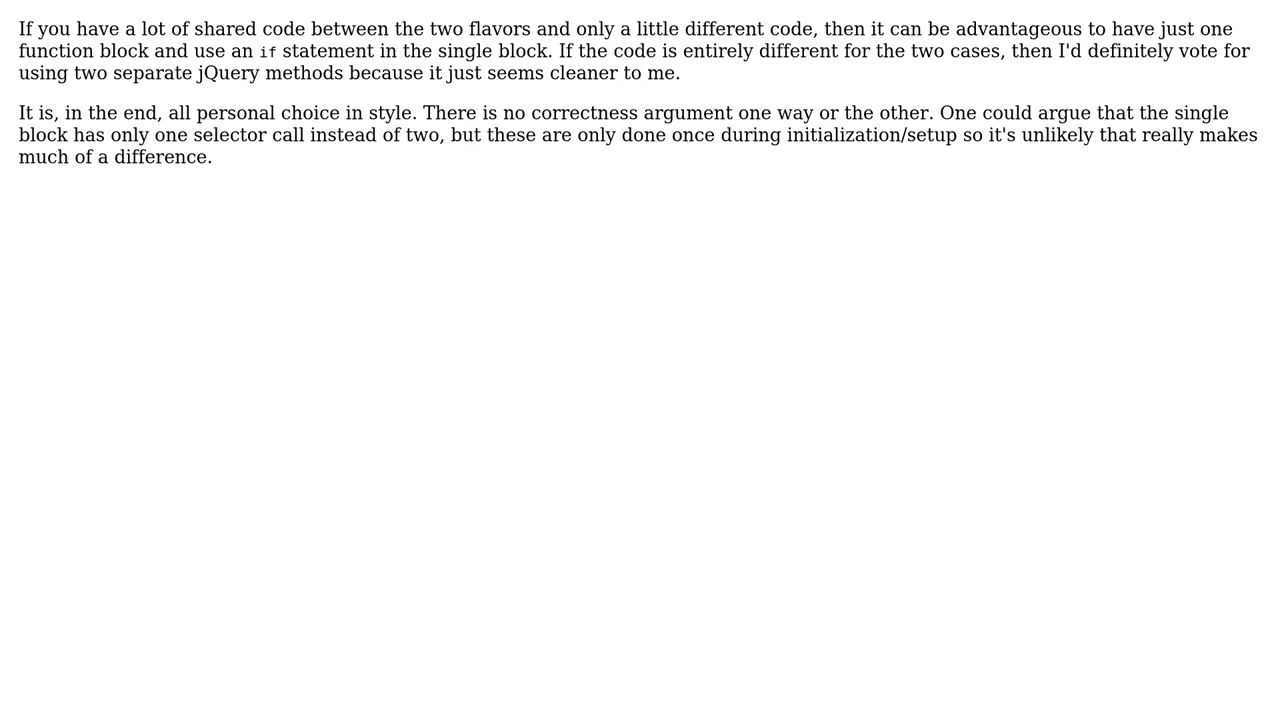 If you have a lot of shared code between the two flavors and only a little different code, then it can be advantageous to have just one
function block and use an if statement in the single block. If the code is entirely different for the two cases, then I'd definitely vote for
using two separate jQuery methods because it just seems cleaner to me.
It is, in the end, all personal choice in style. There is no correctness argument one way or the other. One could argue that the single
block has only one selector call instead of two, but these are only done once during initialization/setup so it's unlikely that really makes
much of a difference.